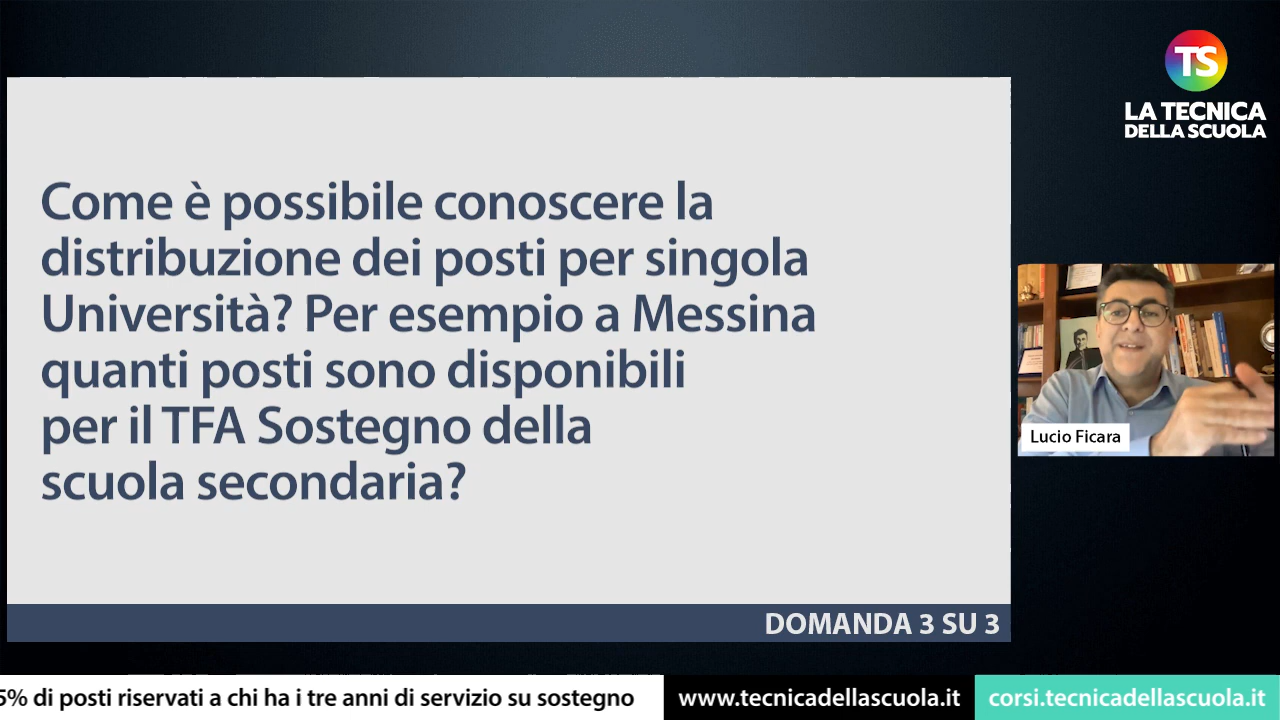 TS
LA TECNICA
DELLA SCUOLA
Come è possibile conoscere la
distribuzione dei posti per singola
Università? Per esempio a Messina
quanti posti sono disponibili
per il TFA Sostegno della
scuola secondaria?
Lucio Ficara
DOMANDA 3 SU 3
5% di posti riservati a chi ha i tre anni di servizio su sostegno
www.tecnicadellascuola.it
corsi.tecnicadellascuola.it